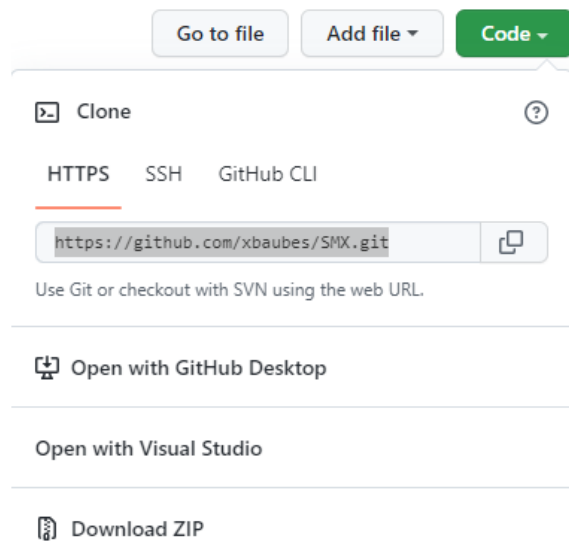 Go to file Add file Code
Clone
HTTPS SSH GitHub CLI
https://github.com/xbaubes/SMX.git
Use Git or checkout with SVN using the web URL.
Open with GitHub Desktop
Open with Visual Studio
Download ZIP